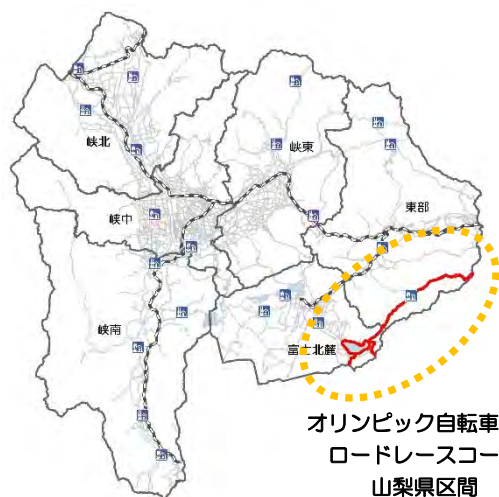 峡北
峡東
東部
峡中
峡南
富士北麓
オリンピック自転車
ロードレースコー
山梨県区間